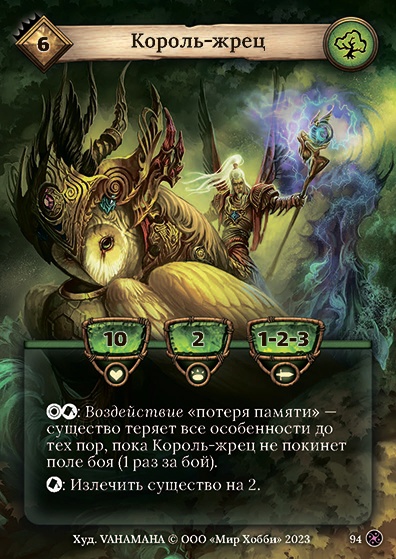 6
Король-жрец
10
2
1-2-3
: Воздействие «потеря памяти» —
существо теряет все особенности до
тех пор, пока Король-жрец не покинет
поле боя (1 раз за бой).
: Излечить существо на 2.
Худ. VAHAMAHA © ООО «Мир Хобби» 2023
94